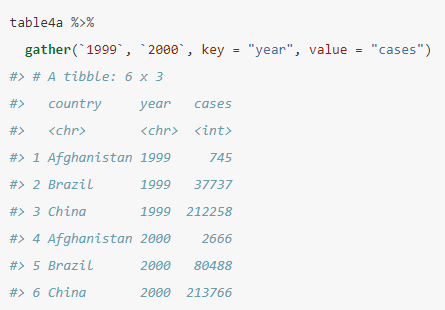 table4a %>%
  gather(`1999`, `2000`, key = "year", value = "cases")
#> # A tibble: 6 x 3
#>   country     year   cases
#>   <chr>       <chr>  <int>
#> 1 Afghanistan 1999     745
#> 2 Brazil      1999   37737
#> 3 China       1999  212258
#> 4 Afghanistan 2000    2666
#> 5 Brazil      2000   80488
#> 6 China       2000  213766